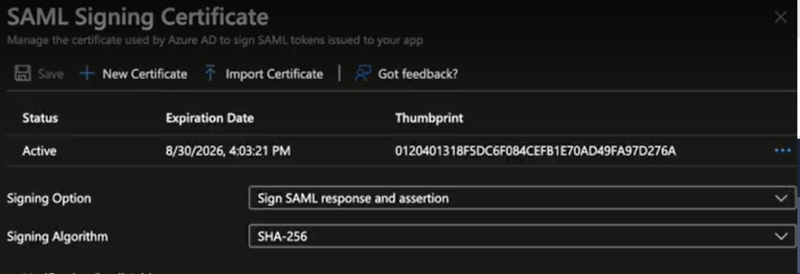 SAML Signing Certificate
Manage the certificate used by Azure AD to sign SAML tokens issued to your app
Save New Certificate Import Certificate Got feedback?
Status Expiration Date Thumbprint
Active 8/30/2026, 4:03:21 PM 0120401318F5DC6F084CEFB1E70AD49FA97D276A
Signing Option Sign SAML response and assertion
Signing Algorithm SHA-256